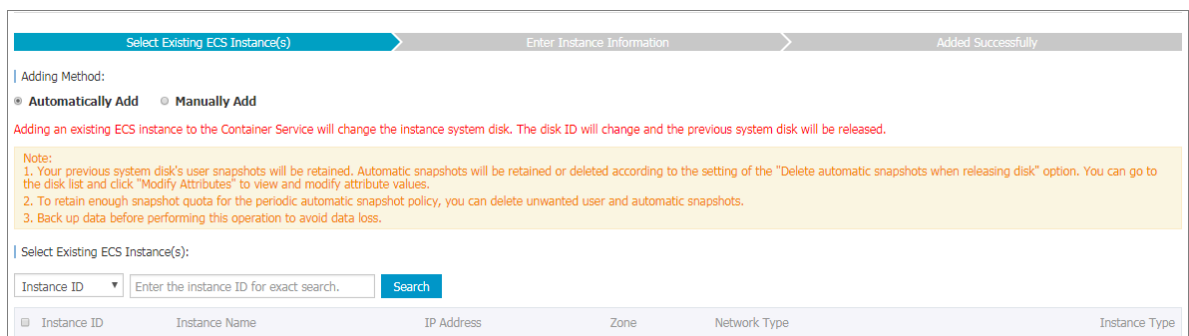 Select Existing ECS Instance(s) Enter Instance Information Added Successfully
Adding Method:
Automatically Add Manually Add
Adding an existing ECS instance to the Container Service will change the instance system disk. The disk ID will change and the previous system disk will be released.
Note:
1. Your previous system disk's user snapshots will be retained. Automatic snapshots will be retained or deleted according to the setting of the "Delete automatic snapshots when releasing disk" option. You can go to
the disk list and click "Modify Attributes" to view and modify attribute values.
2. To retain enough snapshot quota for the periodic automatic snapshot policy, you can delete unwanted user and automatic snapshots.
3. Back up data before performing this operation to avoid data loss.
Select Existing ECS Instance(s):
Instance ID Enter the instance ID for exact search. Search
Instance ID Instance Name IP Address Zone Network Type Instance Type